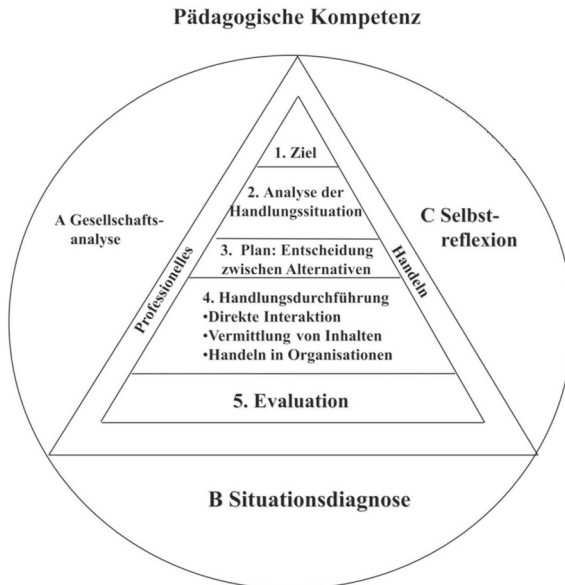 Pädagogische Kompetenz
1. Ziel
2. Analyse der
Handlungssituation
A Gesellschafts-
analyse
C Selbst-
reflexion
Professionelles
Handeln
3. Plan: Entscheidung
zwischen Alternativen
4. Handlungsdurchführung
•Direkte Interaktion
•Vermittlung von Inhalten
•Handeln in Organisationen
5. Evaluation
B Situationsdiagnose